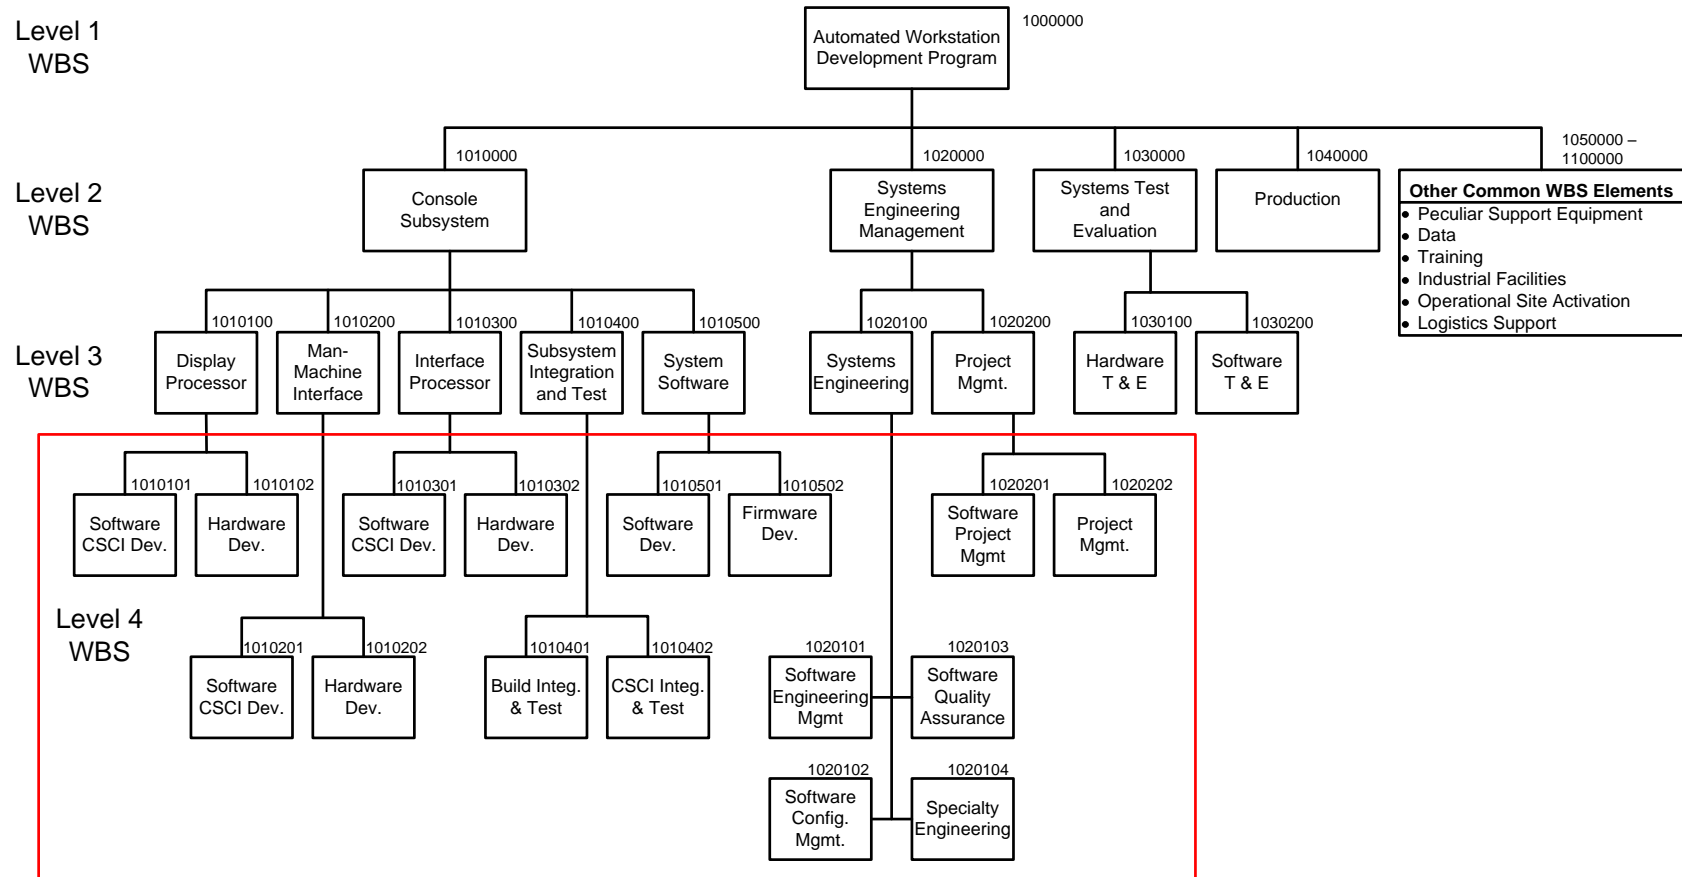 Level 1
WBS
Automated Workstation
Development Program
1000000
Level 2
WBS
1010000
Console
Subsystem
1020000
Systems
Engineering
Management
1030000
Systems Test
and
Evaluation
1040000
Production
1050000 –
1100000
Other Common WBS Elements
• Peculiar Support Equipment
• Data
• Training
• Industrial Facilities
• Operational Site Activation
• Logistics Support
Level 3
WBS
1010100
Display
Processor
1010200
Man-
Machine
Interface
1010300
Interface
Processor
1010400
Subsystem
Integration
and Test
1010500
System
Software
1020100
Systems
Engineering
1020200
Project
Mgmt.
1030100
Hardware
T & E
1030200
Software
T & E
1010101
Software
CSCI Dev.
1010102
Hardware
Dev.
1010301
Software
CSCI Dev.
1010302
Hardware
Dev.
1010501
Software
Dev.
1010502
Firmware
Dev.
1020201
Software
Project
Mgmt
1020202
Project
Mgmt.
Level 4
WBS
1010201
Software
CSCI Dev.
1010202
Hardware
Dev.
1010401
Build Integ.
& Test
1010402
CSCI Integ.
& Test
1020101
Software
Engineering
Mgmt
1020103
Software
Quality
Assurance
1020102
Software
Config.
Mgmt.
1020104
Specialty
Engineering